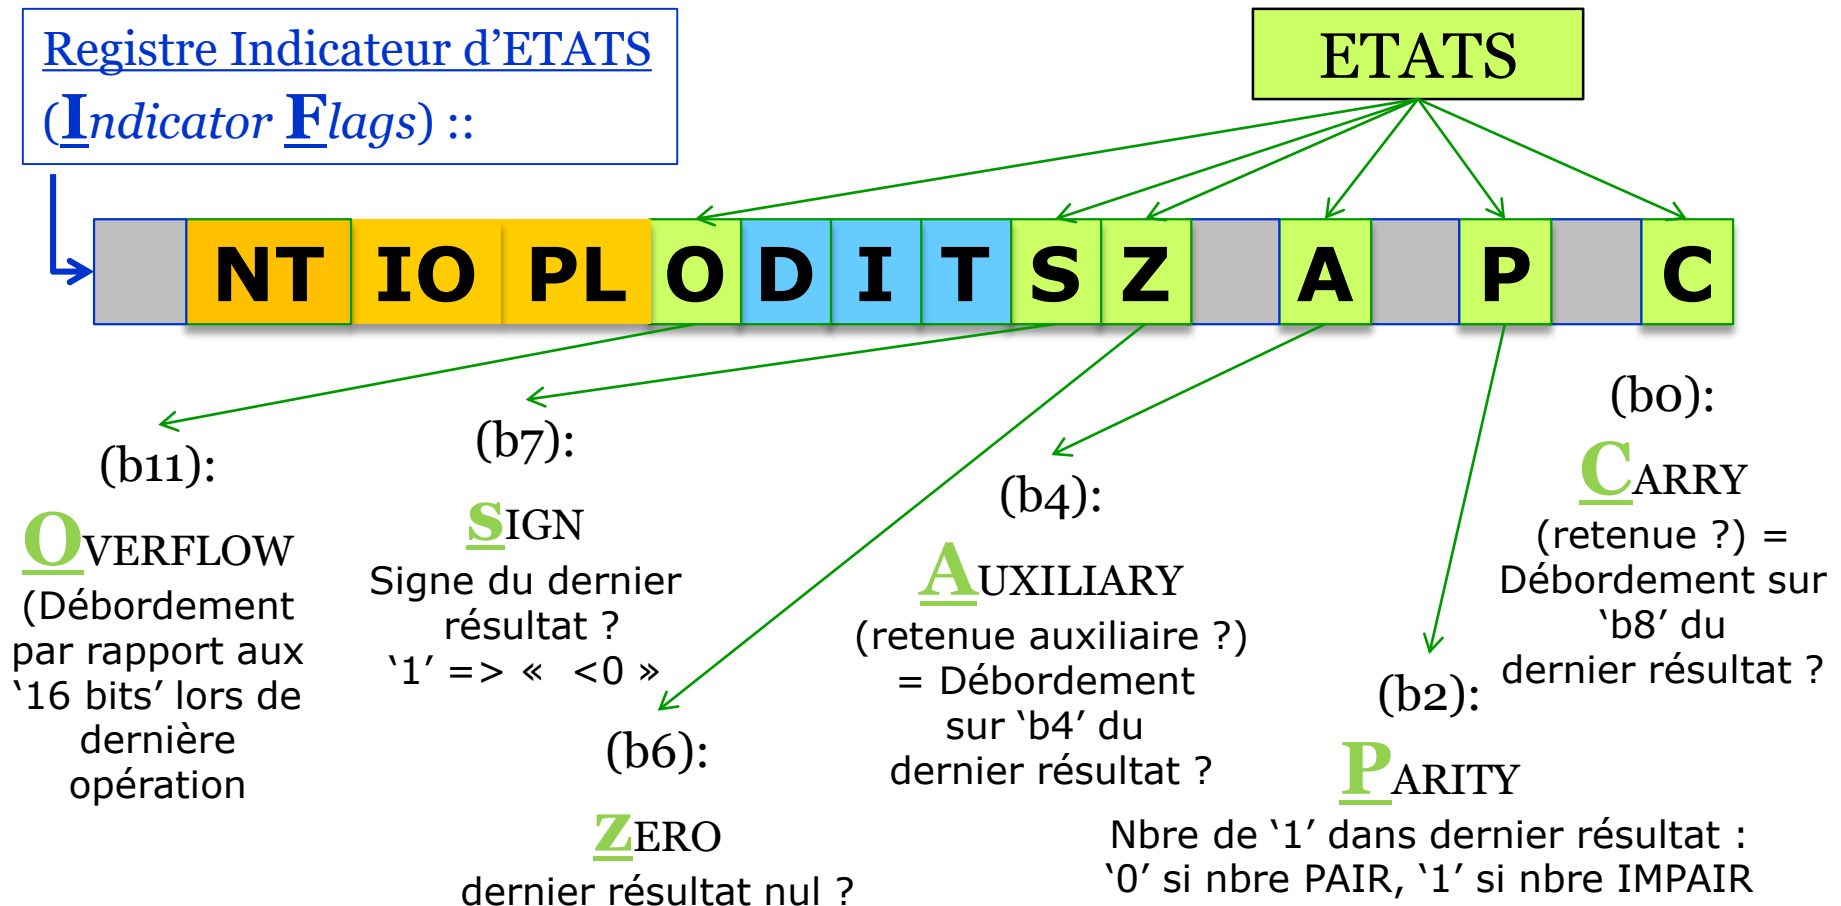 Registre Indicateur d’ETATS
(Indicator Flags) ::
ETATS
NT IO PL O D I T S Z A P C
(b11):
OVERFLOW
(Débordement
par rapport aux
‘16 bits’ lors de
dernière
opération
(b7):
sIGN
Signe du dernier
résultat ?
‘1’ => « <0 »
(b6):
ZERO
dernier résultat nul ?
(b4):
AUXILIARY
(retenue auxiliaire ?)
= Débordement
sur ‘b4’ du
dernier résultat ?
(b2):
PARITY
Nbre de ‘1’ dans dernier résultat :
‘0’ si nbre PAIR, ‘1’ si nbre IMPAIR
(b0):
CARRY
(retenue ?) =
Débordement sur
‘b8’ du
dernier résultat ?